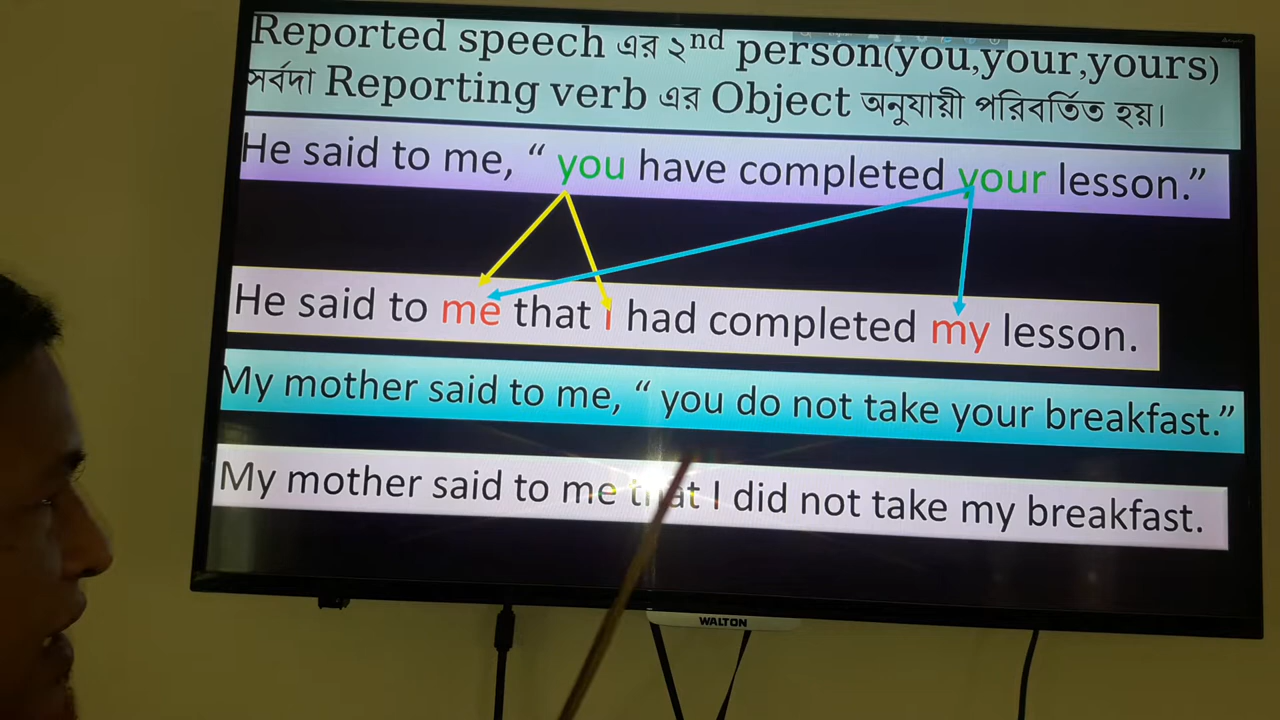 Reported speech এর ২nd person(you,your,yours)
সর্বদা Reporting verb এর Object অনুযায়ী পরিবর্তিত হয়।
He said to me, “ you have completed your lesson.”
He said to me that i had completed my lesson.
My mother said to me, “ you do not take your breakfast.”
My mother said to me that I did not take my breakfast.
WALTON